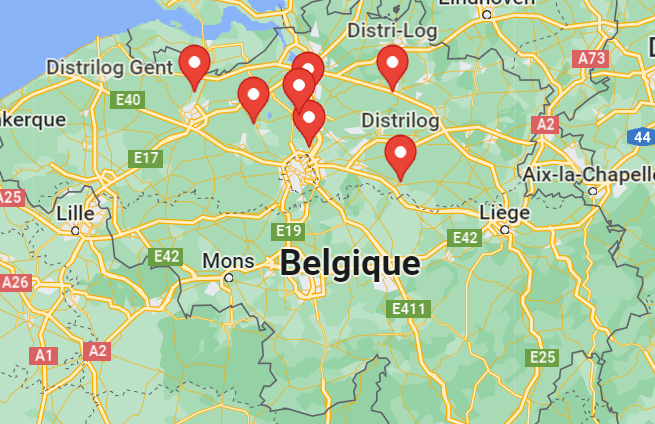 Eindhoven
Distri-Log
A73
Distrilog Gent
E40
nkerque
Distrilog
A2
44
E17
Aix-la-Chapelle
A25
Lille
Liège
E19
E42
E42
Mons
Belgique
A26
E411
A1
A2
E25